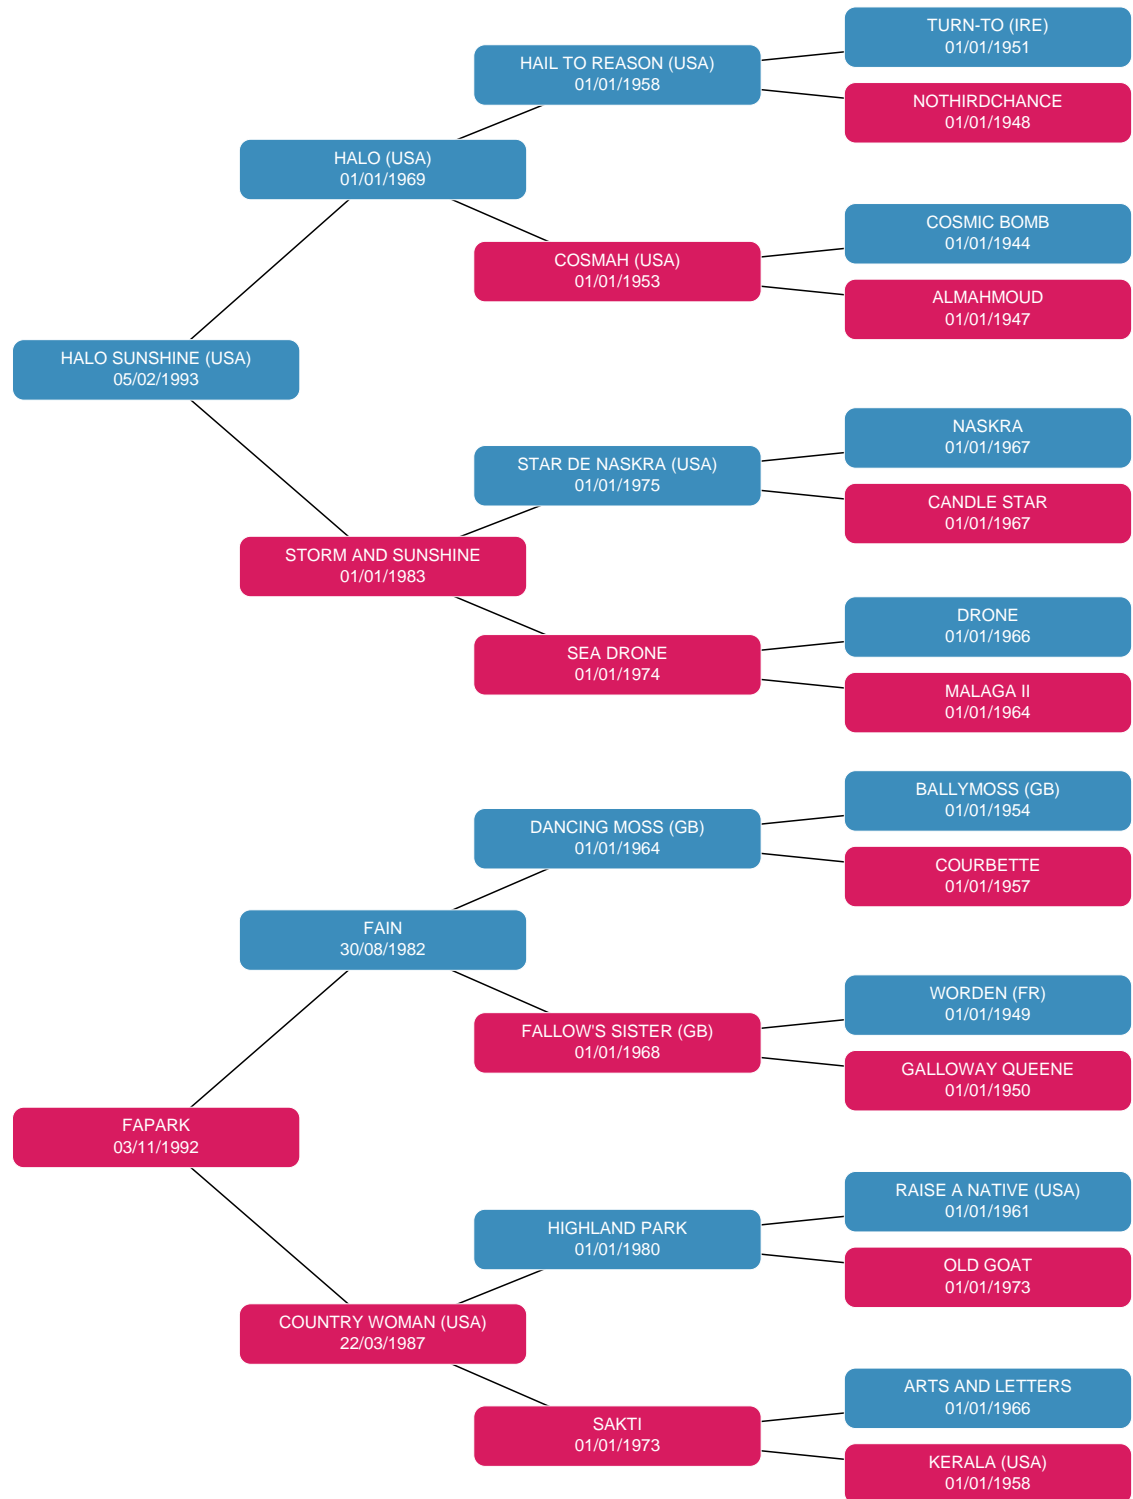 TURN-TO (IRE)
01/01/1951
HAIL TO REASON (USA)
01/01/1958
NOTHIRDCHANCE
01/01/1948
HALO (USA)
01/01/1969
COSMIC BOMB
01/01/1944
COSMAH (USA)
01/01/1953
ALMAHMOUD
01/01/1947
HALO SUNSHINE (USA)
05/02/1993
NASKRA
01/01/1967
STAR DE NASKRA (USA)
01/01/1975
CANDLE STAR
01/01/1967
STORM AND SUNSHINE
01/01/1983
DRONE
01/01/1966
SEA DRONE
01/01/1974
MALAGA II
01/01/1964
BALLYMOSS (GB)
01/01/1954
DANCING MOSS (GB)
01/01/1964
COURBETTE
01/01/1957
FAIN
30/08/1982
WORDEN (FR)
01/01/1949
FALLOW'S SISTER (GB)
01/01/1968
GALLOWAY QUEENE
01/01/1950
FAPARK
03/11/1992
RAISE A NATIVE (USA)
01/01/1961
HIGHLAND PARK
01/01/1980
OLD GOAT
01/01/1973
COUNTRY WOMAN (USA)
22/03/1987
ARTS AND LETTERS
01/01/1966
SAKTI
01/01/1973
KERALA (USA)
01/01/1958